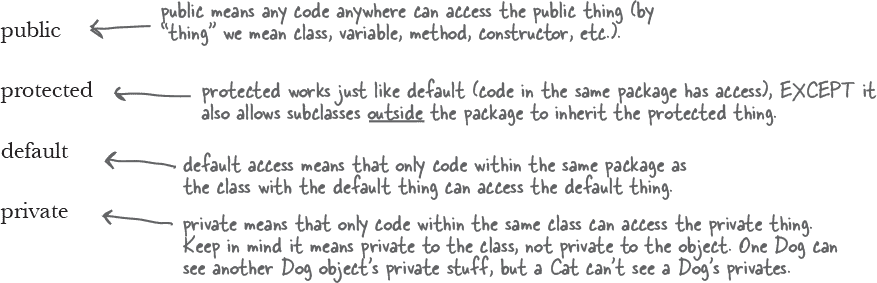 public
public means any code anywhere can access the public thing (by
“thing” we mean class, variable, method, constructor, etc.).
protected
protected works just like default (code in the same package has access), EXCEPT it
also allows subclasses outside the package to inherit the protected thing.
default
default access means that only code within the same package as
the class with the default thing can access the default thing.
private
private means that only code within the same class can access the private thing.
Keep in mind it means private to the class, not private to the object. One Dog can
see another Dog object’s private stuff, but a Cat can’t see a Dog’s privates.